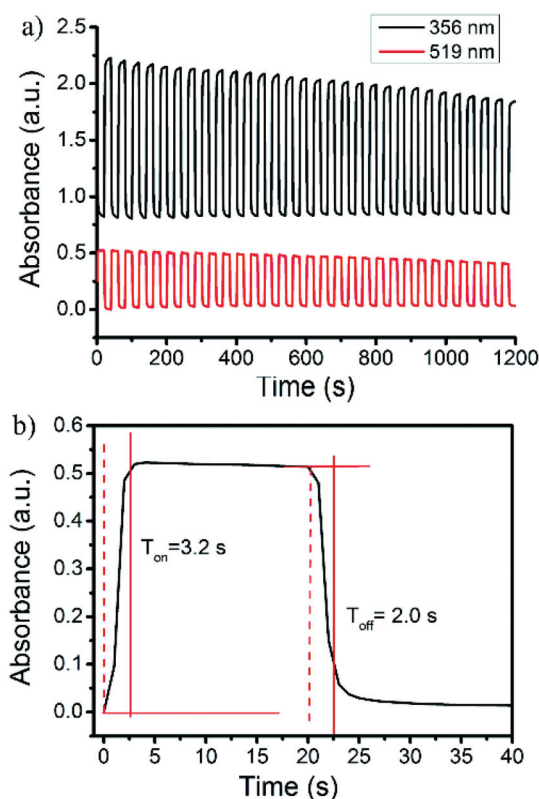 a)
356 nm
519 nm
Absorbance (a.u.)
2.5
2.0
1.5
1.0
0.5
0.0
0 200 400 600 800 1000 1200
Time (s)
b)
Absorbance (a.u.)
0.6
0.5
0.4
0.3
0.2
0.1
0.0
Ton=3.2 s
Toff= 2.0 s
0 5 10 15 20 25 30 35 40
Time (s)